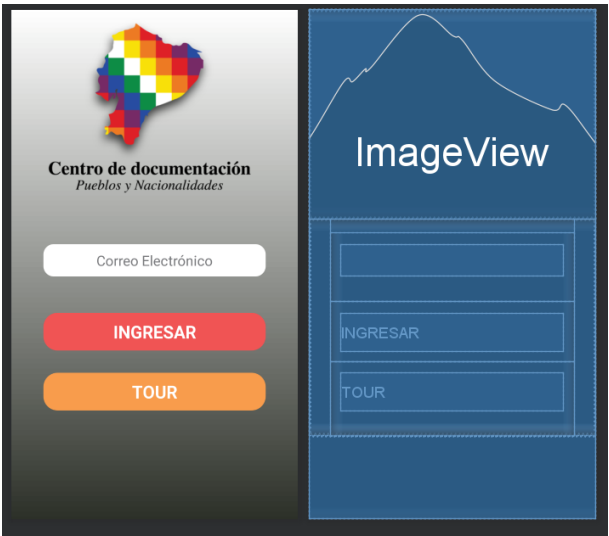 Centro de documentación
Pueblos y Nacionalidades
Correo Electrónico
INGRESAR
TOUR
ImageView
INGRESAR
TOUR